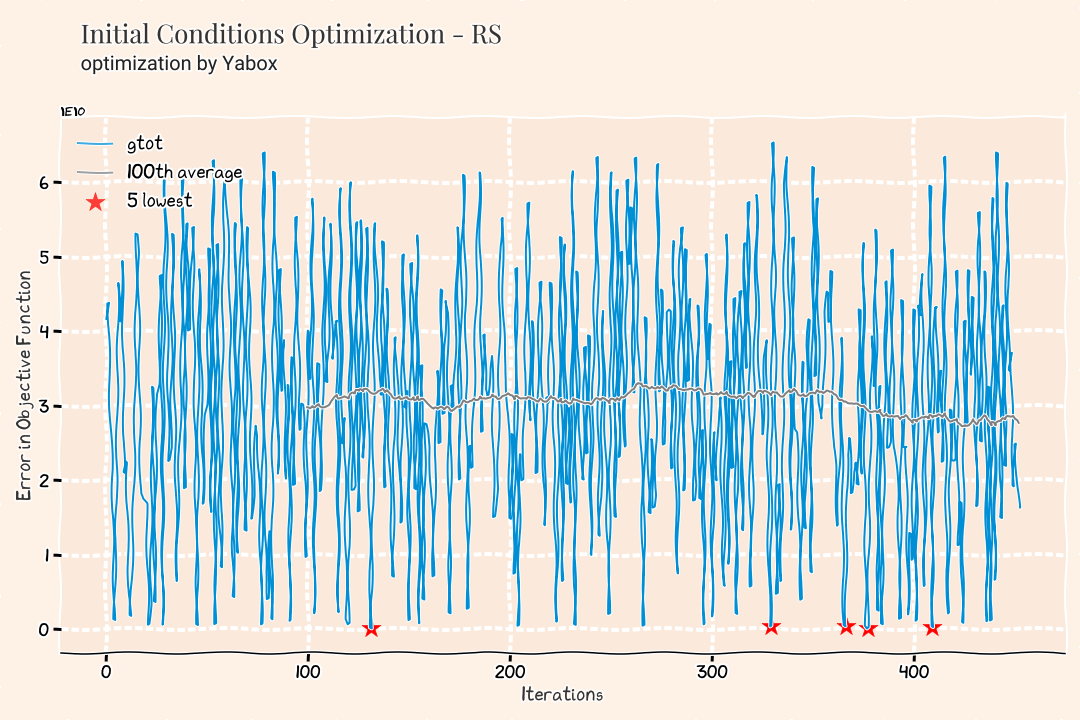 Initial Conditions Optimization - RS
optimization by Yabox
1E10
gtot
100th average
5 lowest
6
5
4
3
2
1
0
Error in Objective Function
0 100 200 300 400
Iterations